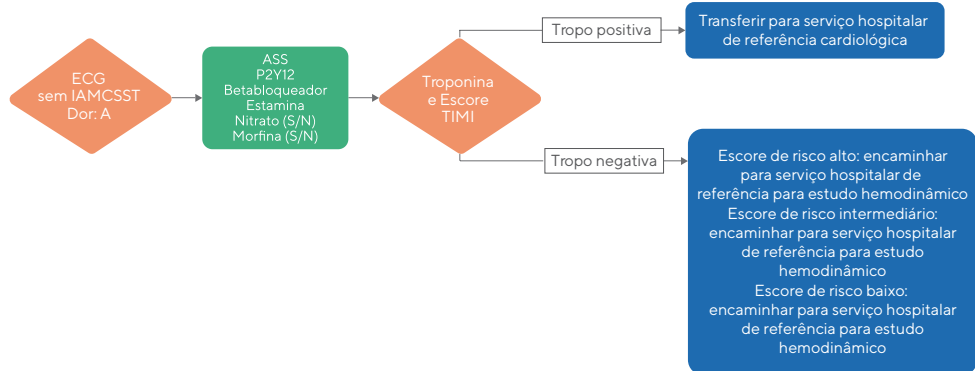 ECG
sem IAMCSST
Dor: A
ASS
P2Y12
Betabloqueador
Estamina
Nitrato (S/N)
Morfina (S/N)
Troponina
e Escore
TIMI
Tropo positiva
Transferir para serviço hospitalar
de referência cardiológica
Tropo negativa
Escore de risco alto: encaminhar
para serviço hospitalar de
referência para estudo hemodinâmico
Escore de risco intermediário:
encaminhar para serviço hospitalar
de referência para estudo
hemodinâmico
Escore de risco baixo:
encaminhar para serviço hospitalar
de referência para estudo
hemodinâmico